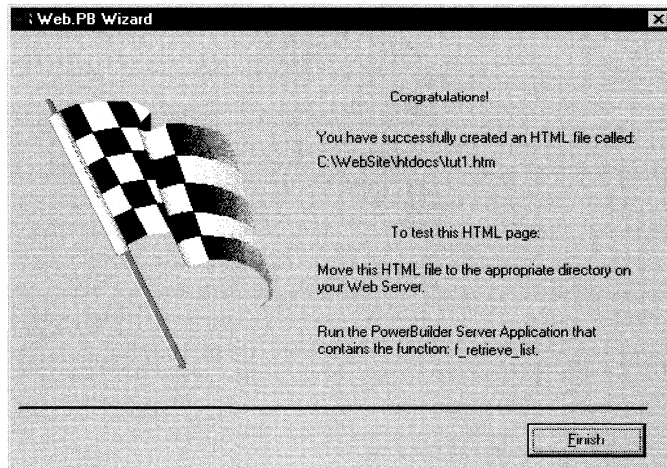 Web.PB Wizard
Congratulations!
You have successfully created an HTML file called:
C:\WebSite\htdocs\tut1.htm
To test this HTML page:
Move this HTML file to the appropriate directory on
your Web Server.
Run the PowerBuilder Server Application that
contains the function: f_retrieve_list.
Finish